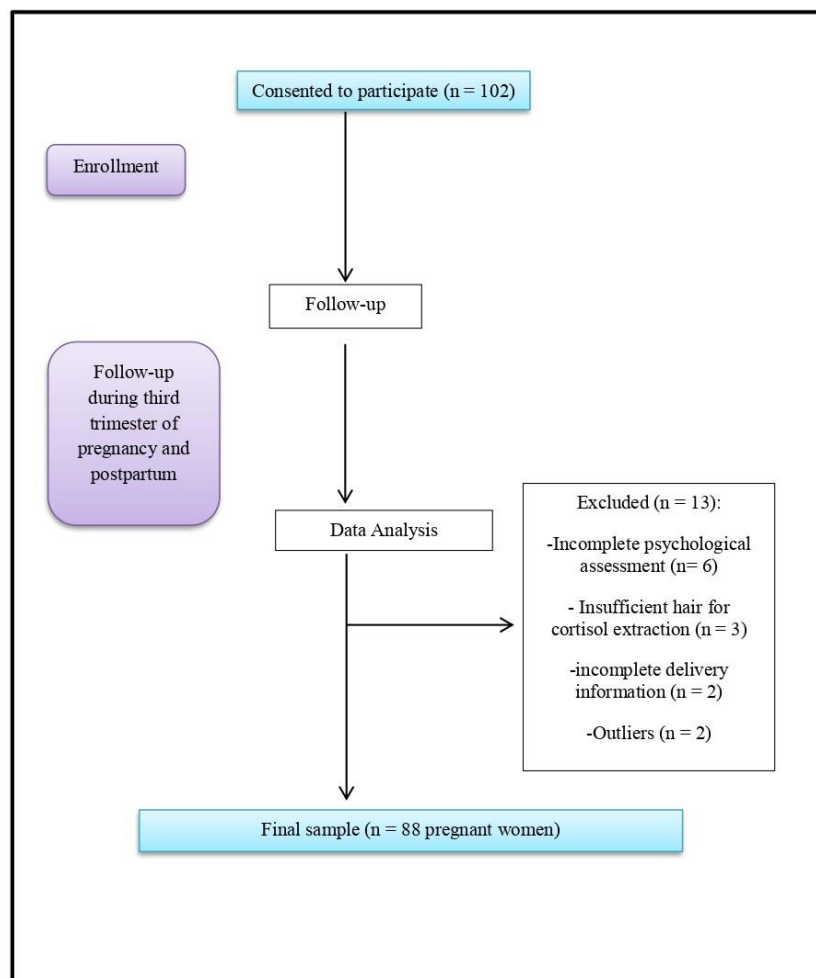 Consented to participate (n = 102)
Enrollment
Follow-up
Follow-up
during third
trimester of
pregnancy and
postpartum
Data Analysis
Excluded (n = 13):
-Incomplete psychological
assessment (n= 6)
- Insufficient hair for
cortisol extraction (n = 3)
-incomplete delivery
information (n = 2)
-Outliers (n = 2)
Final sample (n = 88 pregnant women)